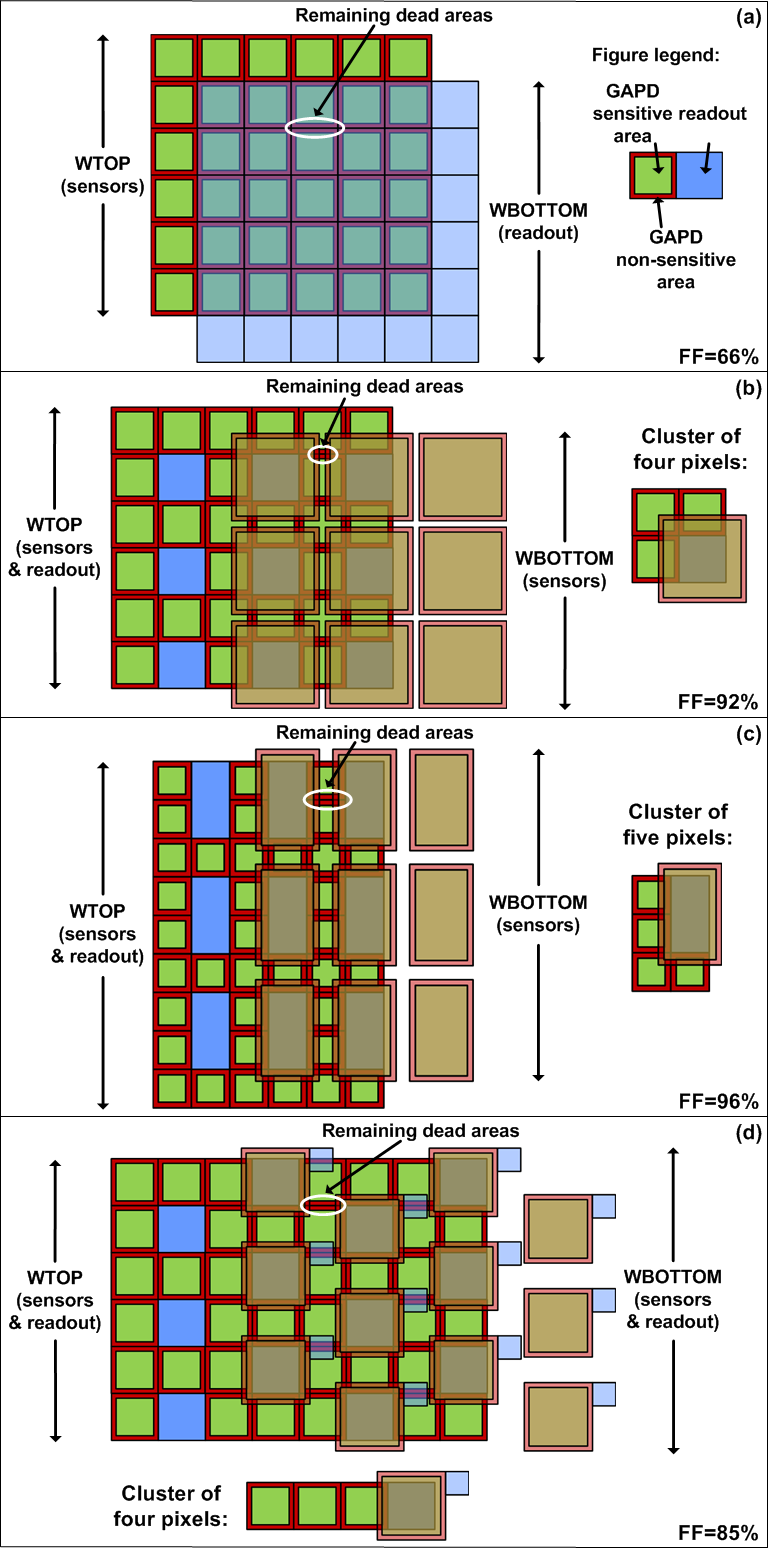 Remaining dead areas
(a)
Figure legend:
GAPD
sensitive readout
area
WTOP
(sensors)
WBOTTOM
(readout)
GAPD
non-sensitive
area
FF=66%
(b)
Remaining dead areas
Cluster of
four pixels:
WTOP
(sensors
& readout)
WBOTTOM
(sensors)
FF=92%
(c)
Remaining dead areas
Cluster of
five pixels:
WTOP
(sensors
& readout)
WBOTTOM
(sensors)
FF=96%
(d)
Remaining dead areas
WTOP
(sensors
& readout)
WBOTTOM
(sensors
& readout)
Cluster of
four pixels:
FF=85%